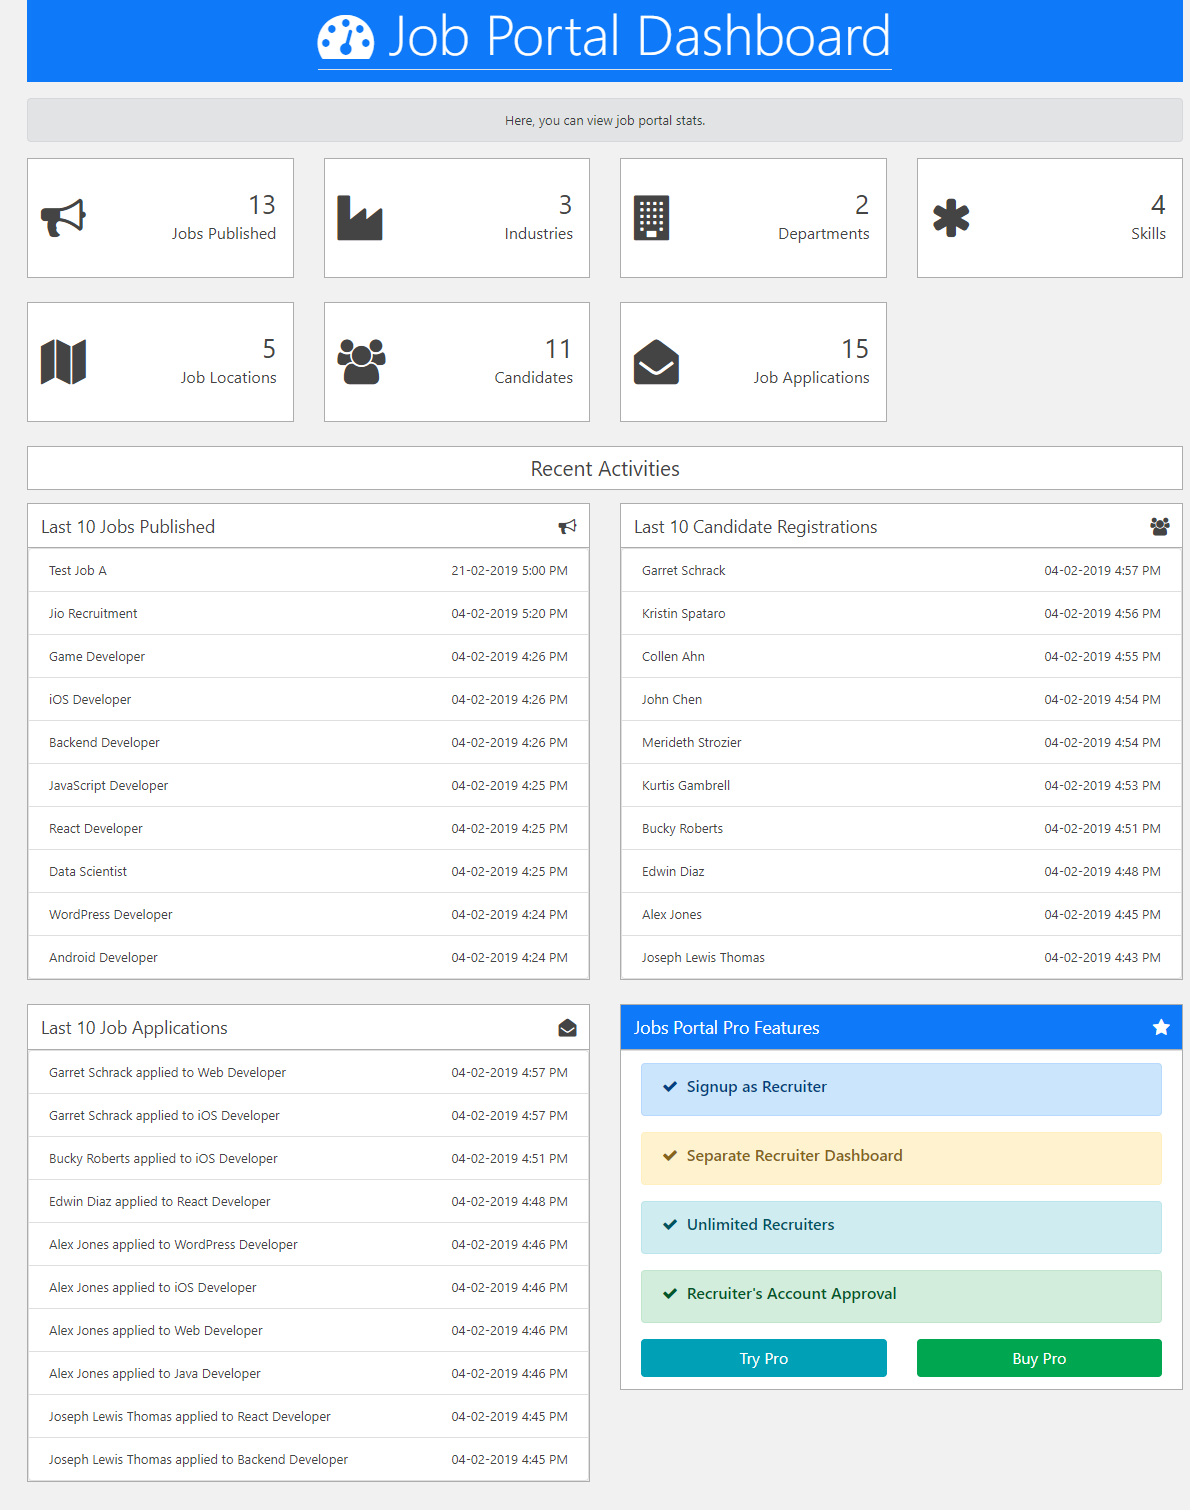 Job Portal Dashboard
Here, you can view job portal stats.
13
Jobs Published
3
Industries
2
Departments
4
Skills
5
Job Locations
11
Candidates
15
Job Applications
Recent Activities
Last 10 Jobs Published
Test Job A 21-02-2019 5:00 PM
Jio Recruitment 04-02-2019 5:20 PM
Game Developer 04-02-2019 4:26 PM
iOS Developer 04-02-2019 4:26 PM
Backend Developer 04-02-2019 4:26 PM
JavaScript Developer 04-02-2019 4:25 PM
React Developer 04-02-2019 4:25 PM
Data Scientist 04-02-2019 4:25 PM
WordPress Developer 04-02-2019 4:24 PM
Android Developer 04-02-2019 4:24 PM
Last 10 Candidate Registrations
Garret Schrack 04-02-2019 4:57 PM
Kristin Spataro 04-02-2019 4:56 PM
Collen Ahn 04-02-2019 4:55 PM
John Chen 04-02-2019 4:54 PM
Merideth Strozier 04-02-2019 4:54 PM
Kurtis Gambrell 04-02-2019 4:53 PM
Bucky Roberts 04-02-2019 4:51 PM
Edwin Diaz 04-02-2019 4:48 PM
Alex Jones 04-02-2019 4:45 PM
Joseph Lewis Thomas 04-02-2019 4:43 PM
Last 10 Job Applications
Garret Schrack applied to Web Developer 04-02-2019 4:57 PM
Garret Schrack applied to iOS Developer 04-02-2019 4:57 PM
Bucky Roberts applied to iOS Developer 04-02-2019 4:51 PM
Edwin Diaz applied to React Developer 04-02-2019 4:48 PM
Alex Jones applied to WordPress Developer 04-02-2019 4:46 PM
Alex Jones applied to iOS Developer 04-02-2019 4:46 PM
Alex Jones applied to Web Developer 04-02-2019 4:46 PM
Alex Jones applied to Java Developer 04-02-2019 4:46 PM
Joseph Lewis Thomas applied to React Developer 04-02-2019 4:45 PM
Joseph Lewis Thomas applied to Backend Developer 04-02-2019 4:45 PM
Jobs Portal Pro Features
Signup as Recruiter
Separate Recruiter Dashboard
Unlimited Recruiters
Recruiter's Account Approval
Try Pro
Buy Pro